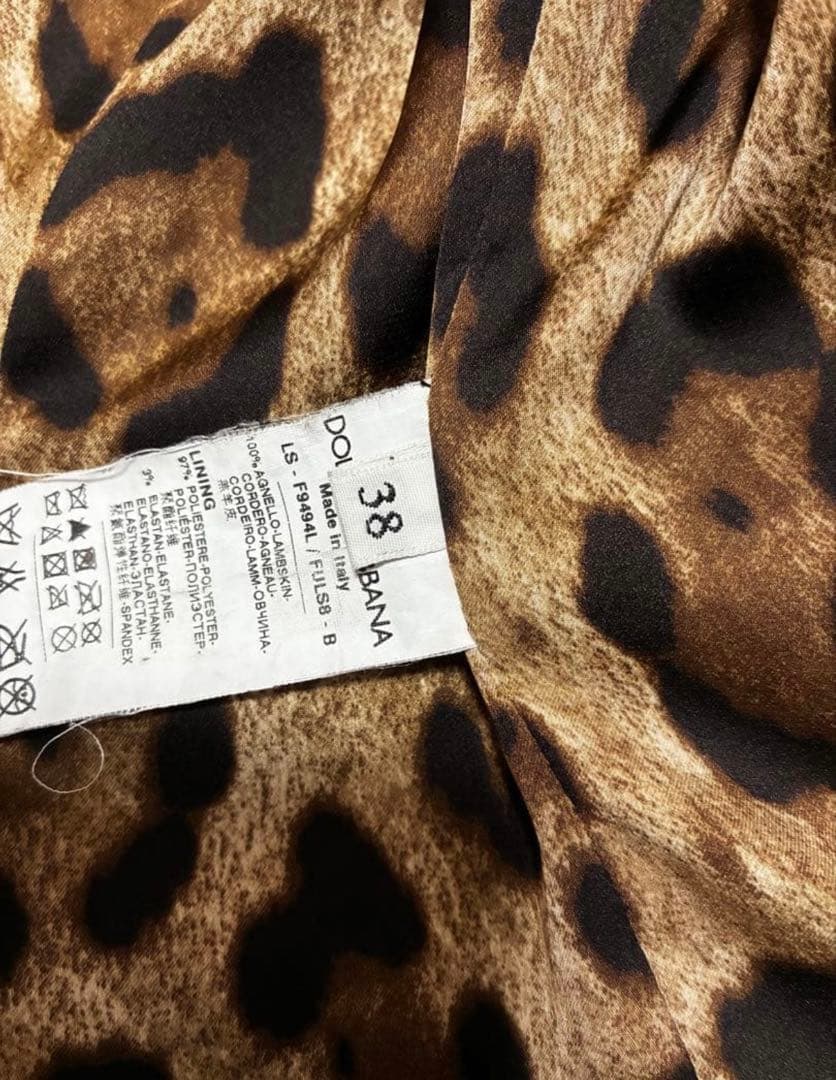 DOL
BANA
38
Made in Italy
LS - F9494L / FULS8 - B
100% AGNELLO-LAMBSKIN-
CORDERO-AGNEAU-
CORDEIRO-LAMM-ОВЧИНА-
羔羊皮
LINING
97% POLIESTERE-POLYESTER-
POLIÉSTER-ПОЛИЭСТЕР-
聚酯纤维
3% ELASTAN-ELASTANE-
ELASTANO-ELASTHANNE-
ELASTHAN-ЭЛАСТАН-
聚氨酯弹性纤维-SPANDEX